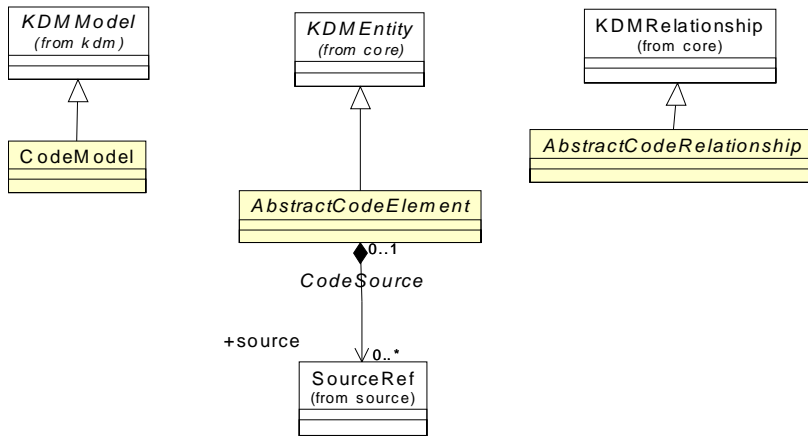 KDMModel
(from kdm)
KDMEntity
(from core)
KDMRelationship
(from core)
CodeModel
AbstractCodeRelationship
AbstractCodeElement
0..1
CodeSource
+source
0..*
SourceRef
(from source)